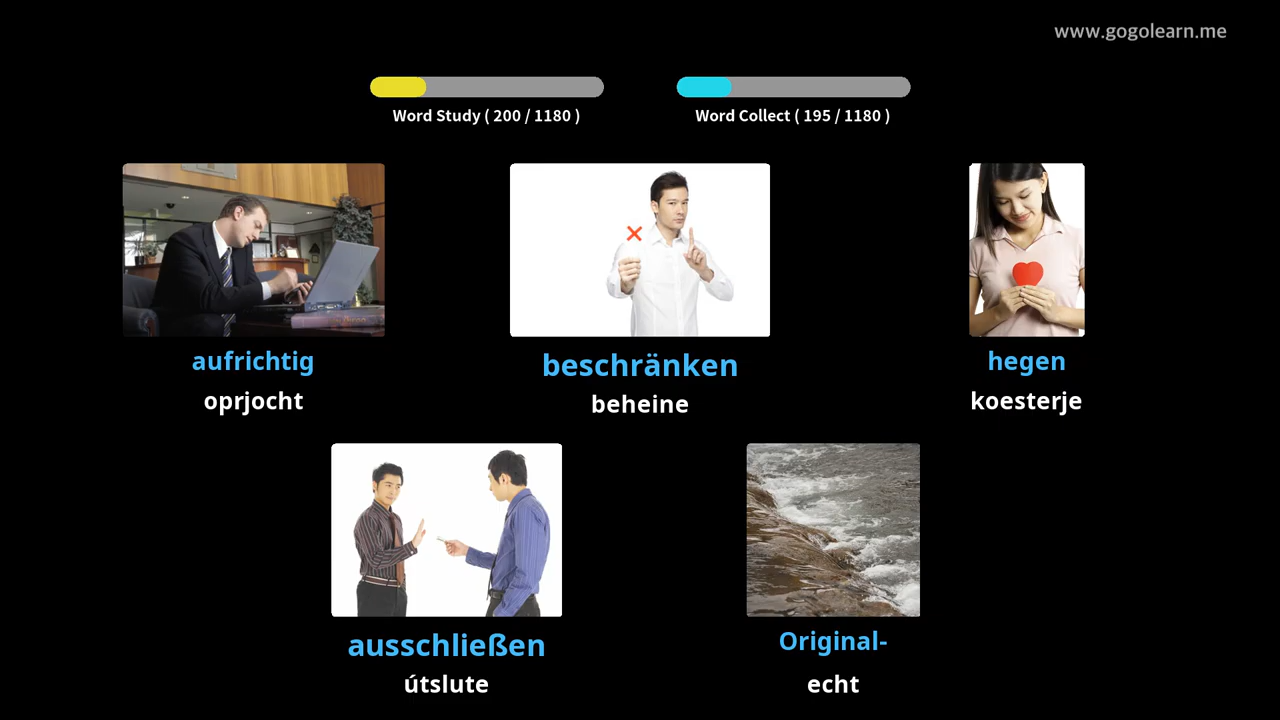 www.gogolearn.me
Word Study ( 200 / 1180 )
Word Collect ( 195 / 1180 )
aufrichtig
oprjocht
beschränken
beheine
hegen
koesterje
ausschließen
útslute
Original-
echt